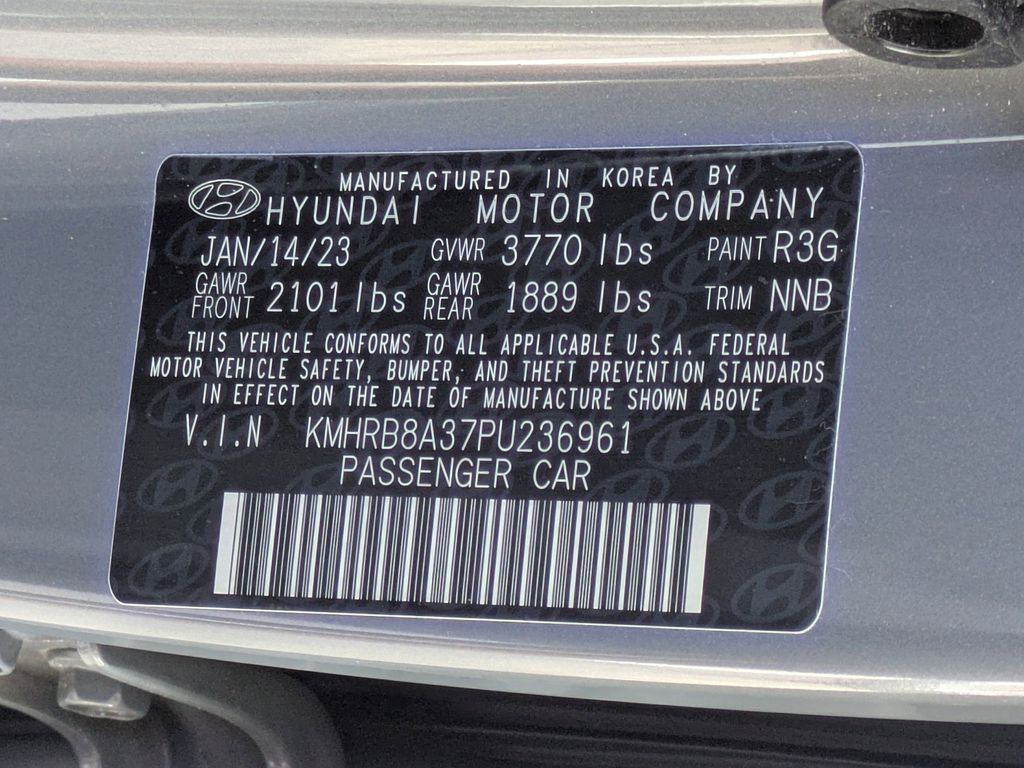 MANUFACTURED IN KOREA BY
HYUNDAI MOTOR COMPANY
JAN/14/23 GVWR 3770 lbs PAINT R3G
GAWR FRONT 2101 lbs GAWR REAR 1889 lbs TRIM NNB
THIS VEHICLE CONFORMS TO ALL APPLICABLE U.S.A. FEDERAL
MOTOR VEHICLE SAFETY, BUMPER, AND THEFT PREVENTION STANDARDS
IN EFFECT ON THE DATE OF MANUFACTURE SHOWN ABOVE
V.I.N KMHRB8A37PU236961
PASSENGER CAR